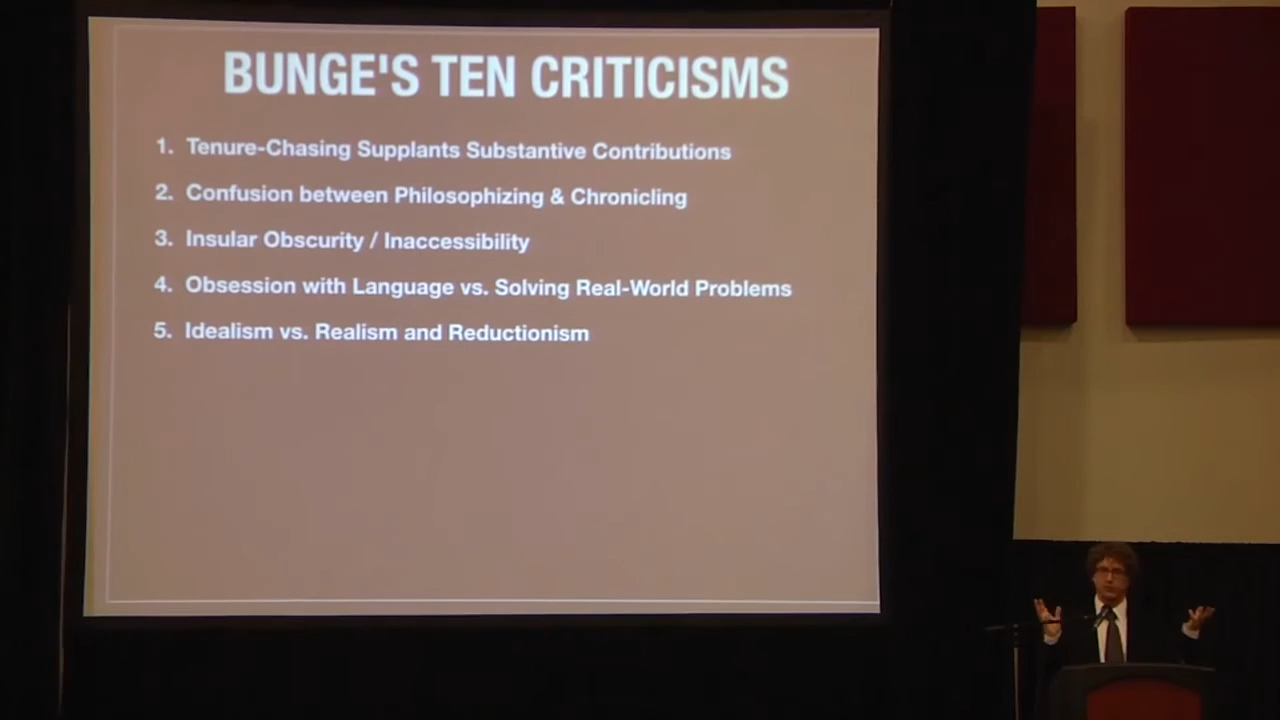 BUNGE'S TEN CRITICISMS
1. Tenure-Chasing Supplants Substantive Contributions
2. Confusion between Philosophizing & Chronicling
3. Insular Obscurity / Inaccessibility
4. Obsession with Language vs. Solving Real-World Problems
5. Idealism vs. Realism and Reductionism